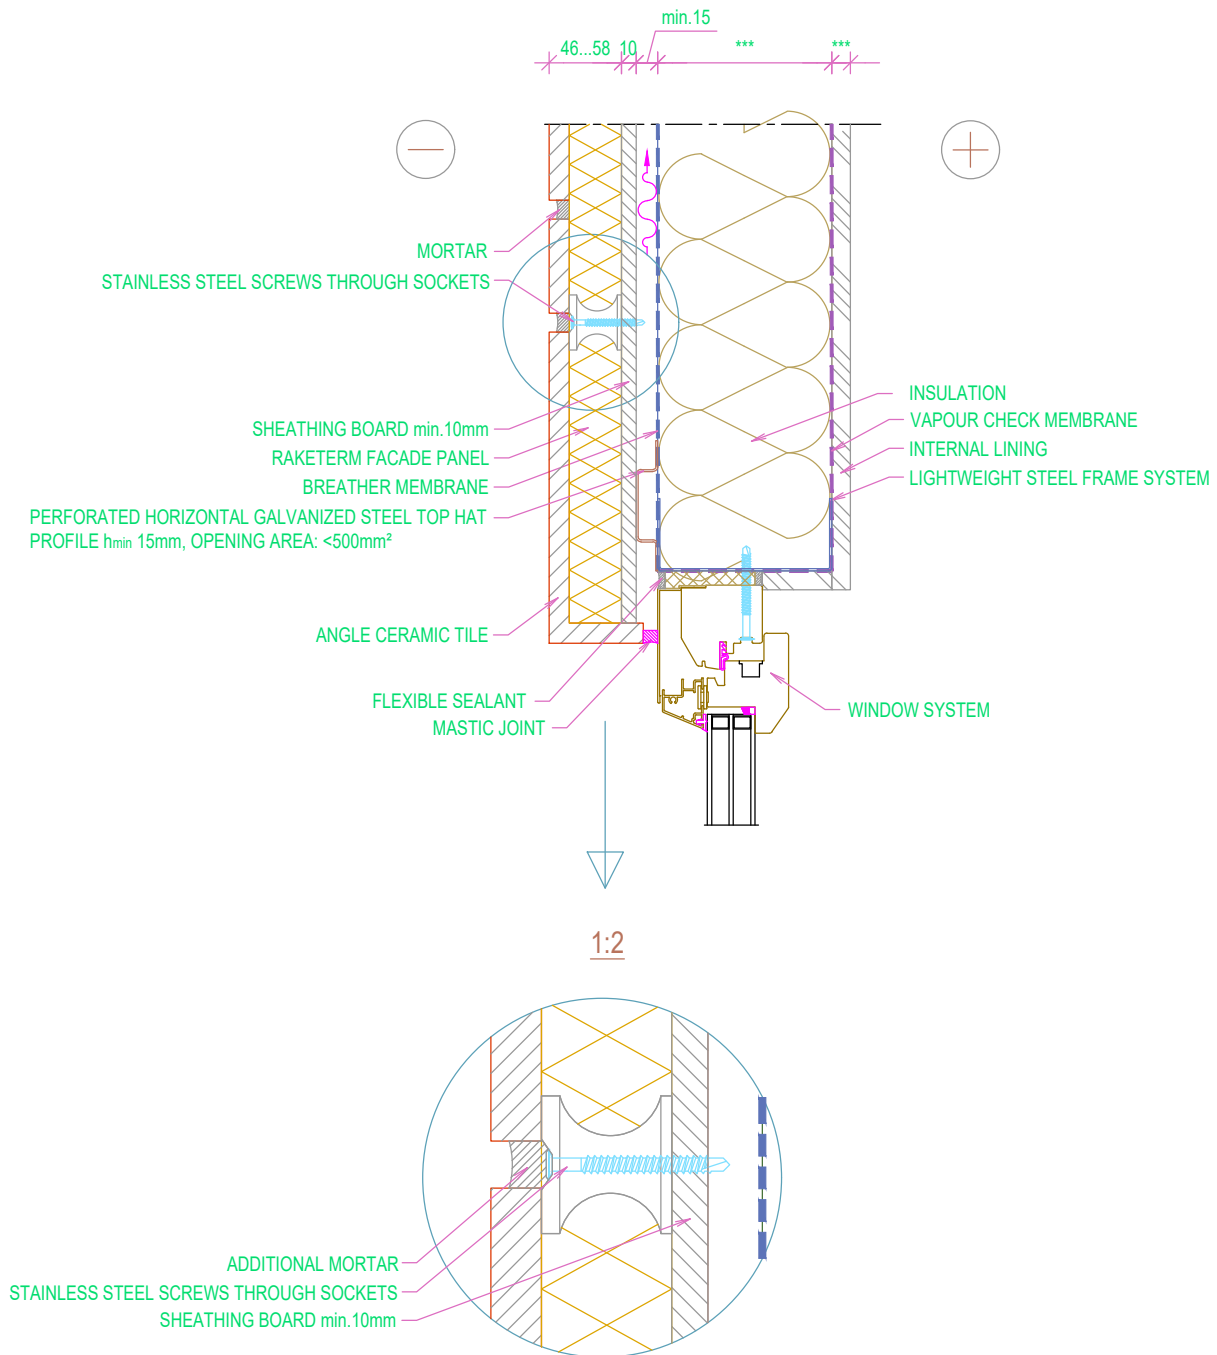 min.15
46...58 10 *** ***
MORTAR
STAINLESS STEEL SCREWS THROUGH SOCKETS
SHEATHING BOARD min.10mm
RAKETERM FACADE PANEL
BREATHER MEMBRANE
PERFORATED HORIZONTAL GALVANIZED STEEL TOP HAT
PROFILE hmin 15mm, OPENING AREA: <500mm²
ANGLE CERAMIC TILE
FLEXIBLE SEALANT
MASTIC JOINT
INSULATION
VAPOUR CHECK MEMBRANE
INTERNAL LINING
LIGHTWEIGHT STEEL FRAME SYSTEM
WINDOW SYSTEM
1:2
ADDITIONAL MORTAR
STAINLESS STEEL SCREWS THROUGH SOCKETS
SHEATHING BOARD min.10mm